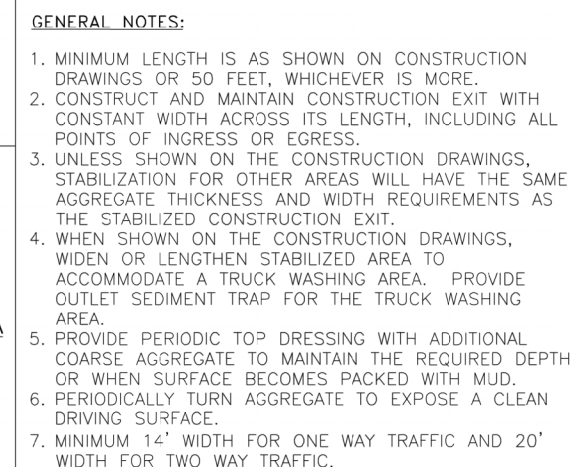 GENERAL NOTES:
1. MINIMUM LENGTH IS AS SHOWN ON CONSTRUCTION
DRAWINGS OR 50 FEET, WHICHEVER IS MORE.
2. CONSTRUCT AND MAINTAIN CONSTRUCTION EXIT WITH
CONSTANT WIDTH ACROSS ITS LENGTH, INCLUDING ALL
POINTS OF INGRESS OR EGRESS.
3. UNLESS SHOWN ON THE CONSTRUCTION DRAWINGS,
STABILIZATION FOR OTHER AREAS WILL HAVE THE SAME
AGGREGATE THICKNESS AND WIDTH REQUIREMENTS AS
THE STABILIZED CONSTRUCTION EXIT.
4. WHEN SHOWN ON THE CONSTRUCTION DRAWINGS,
WIDEN OR LENGTHEN STABILIZED AREA TO
ACCOMMODATE A TRUCK WASHING AREA. PROVIDE
OUTLET SEDIMENT TRAP FOR THE TRUCK WASHING
AREA.
5. PROVIDE PERIODIC TOP DRESSING WITH ADDITIONAL
COARSE AGGREGATE TO MAINTAIN THE REQUIRED DEPTH
OR WHEN SURFACE BECOMES PACKED WITH MUD.
6. PERIODICALLY TURN AGGREGATE TO EXPOSE A CLEAN
DRIVING SURFACE.
7. MINIMUM 14' WIDTH FOR ONE WAY TRAFFIC AND 20'
WIDTH FOR TWO WAY TRAFFIC.